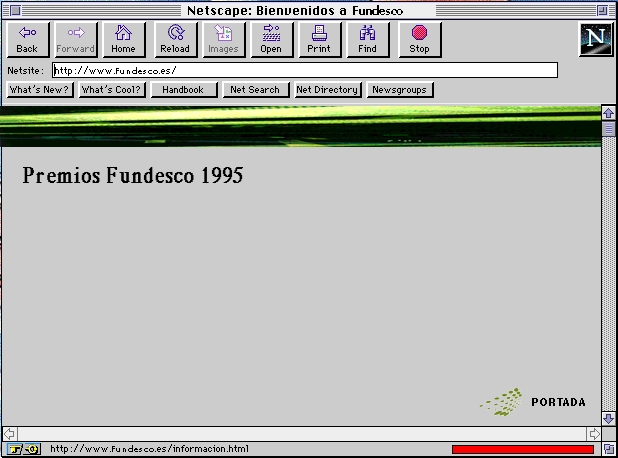 Netscape: Bienvenidos a Fundesco
Back Forward Home Reload Images Open Print Find Stop
N
Netsite: http://www.fundesco.es/
What's New? What's Cool? Handbook Net Search Net Directory Newsgroups
Premios Fundesco 1995
PORTADA
http://www.fundesco.es/informacion.html